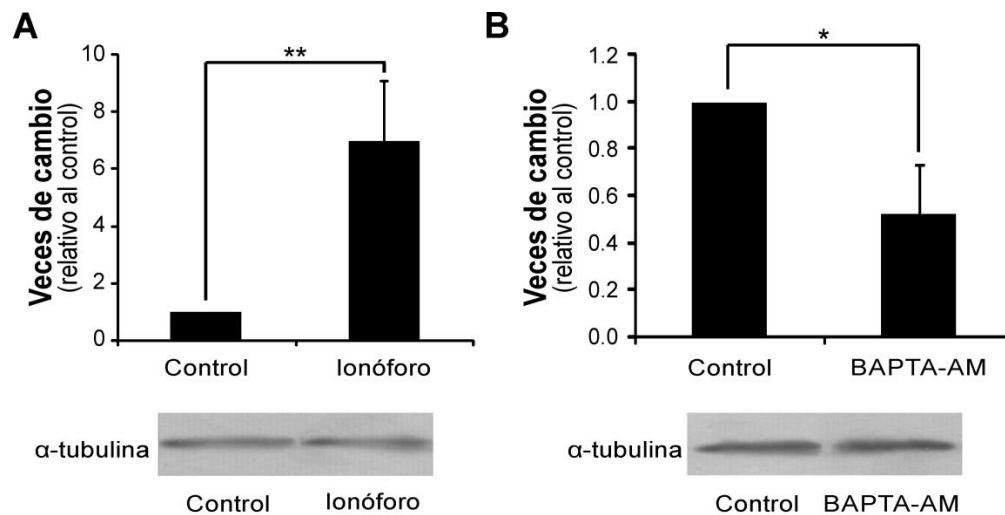 A
Veces de cambio
(relativo al control)
10
8
6
4
2
0
**
Control Ionóforo
α-tubulina
Control Ionóforo
B
Veces de cambio
(relativo al control)
1.2
1.0
0.8
0.6
0.4
0.2
0.0
*
Control BAPTA-AM
α-tubulina
Control BAPTA-AM